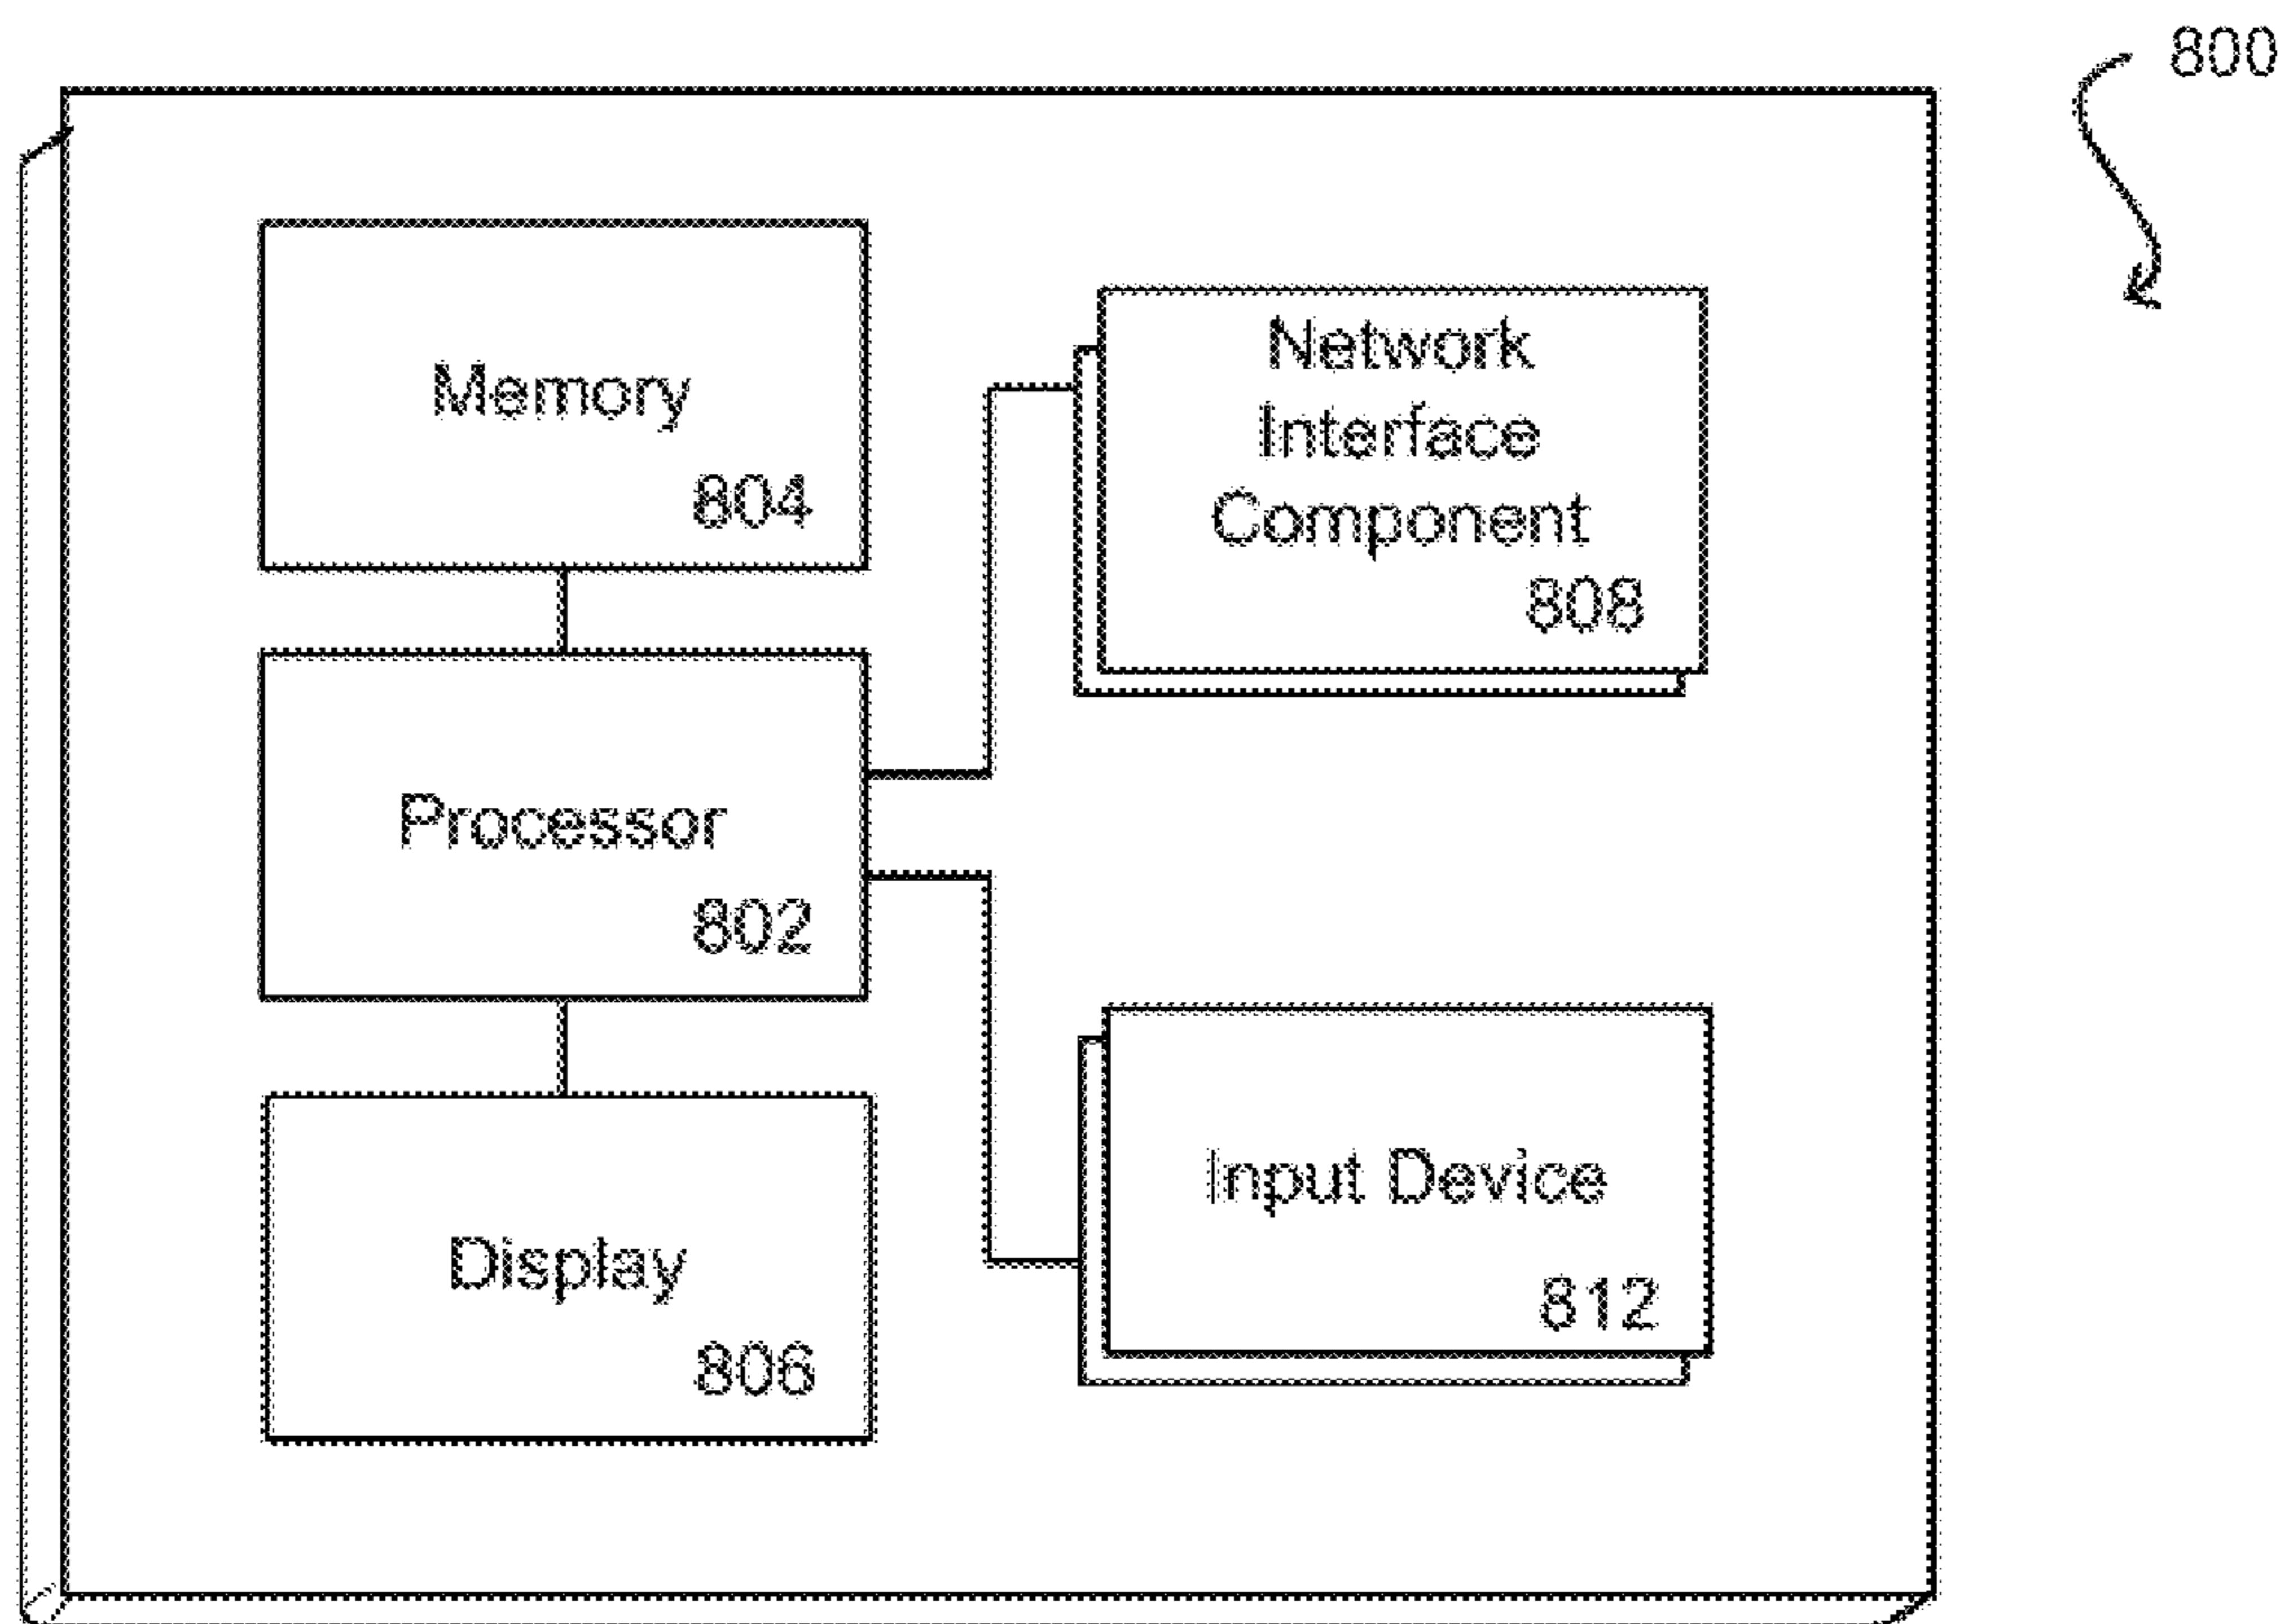 800
Memory
804
Network
Interface
Component
808
Processor
802
Display
806
Input Device
812